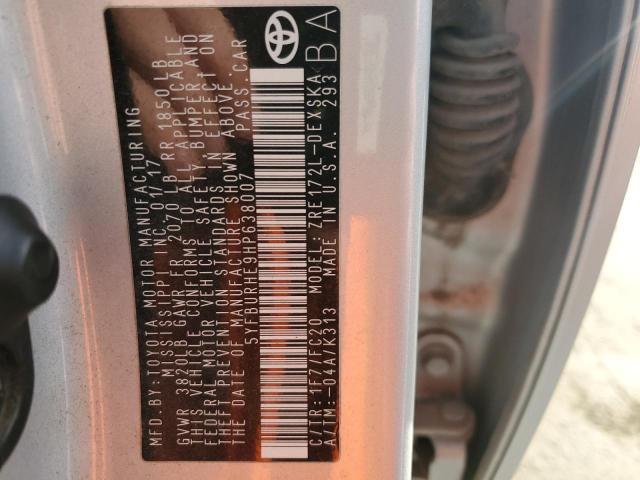 MFD.BY:TOYOTA MOTOR MANUFACTURING
MISSISSIPPI INC. 01/17
GVWR 3820LB GAWR FR 2070 LB RR 1850LB
THIS VEHICLE CONFORMS TO ALL APPLICABLE
FEDERAL MOTOR VEHICLE SAFETY, BUMPER, AND
THEFT PREVENTION STANDARDS IN EFFECT ON
THE DATE OF MANUFACTURE SHOWN ABOVE.
5YFBURHE9HP638007 PASS.CAR
C/TR: 1F7/FC20 MODEL: ZRE172L-DEXSKA
A/TM:-04A/K313 MADE IN U.S.A. 293
BA